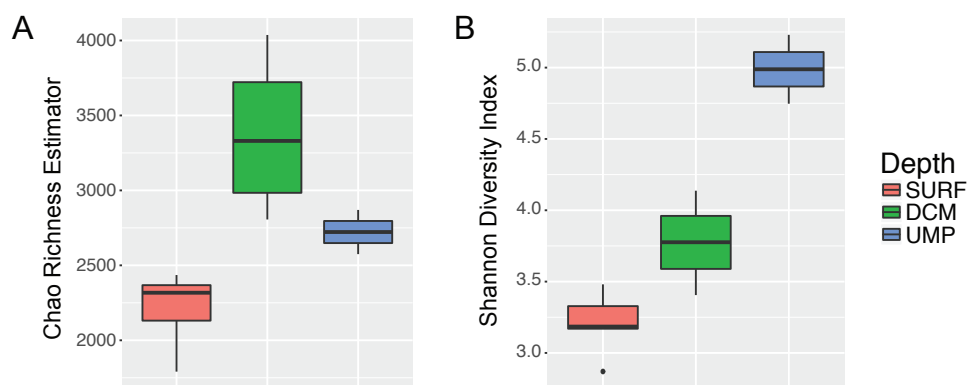 A
Chao Richness Estimator
4000
3500
3000
2500
2000
B
Shannon Diversity Index
5.0
4.5
4.0
3.5
3.0
Depth
SURF
DCM
UMP